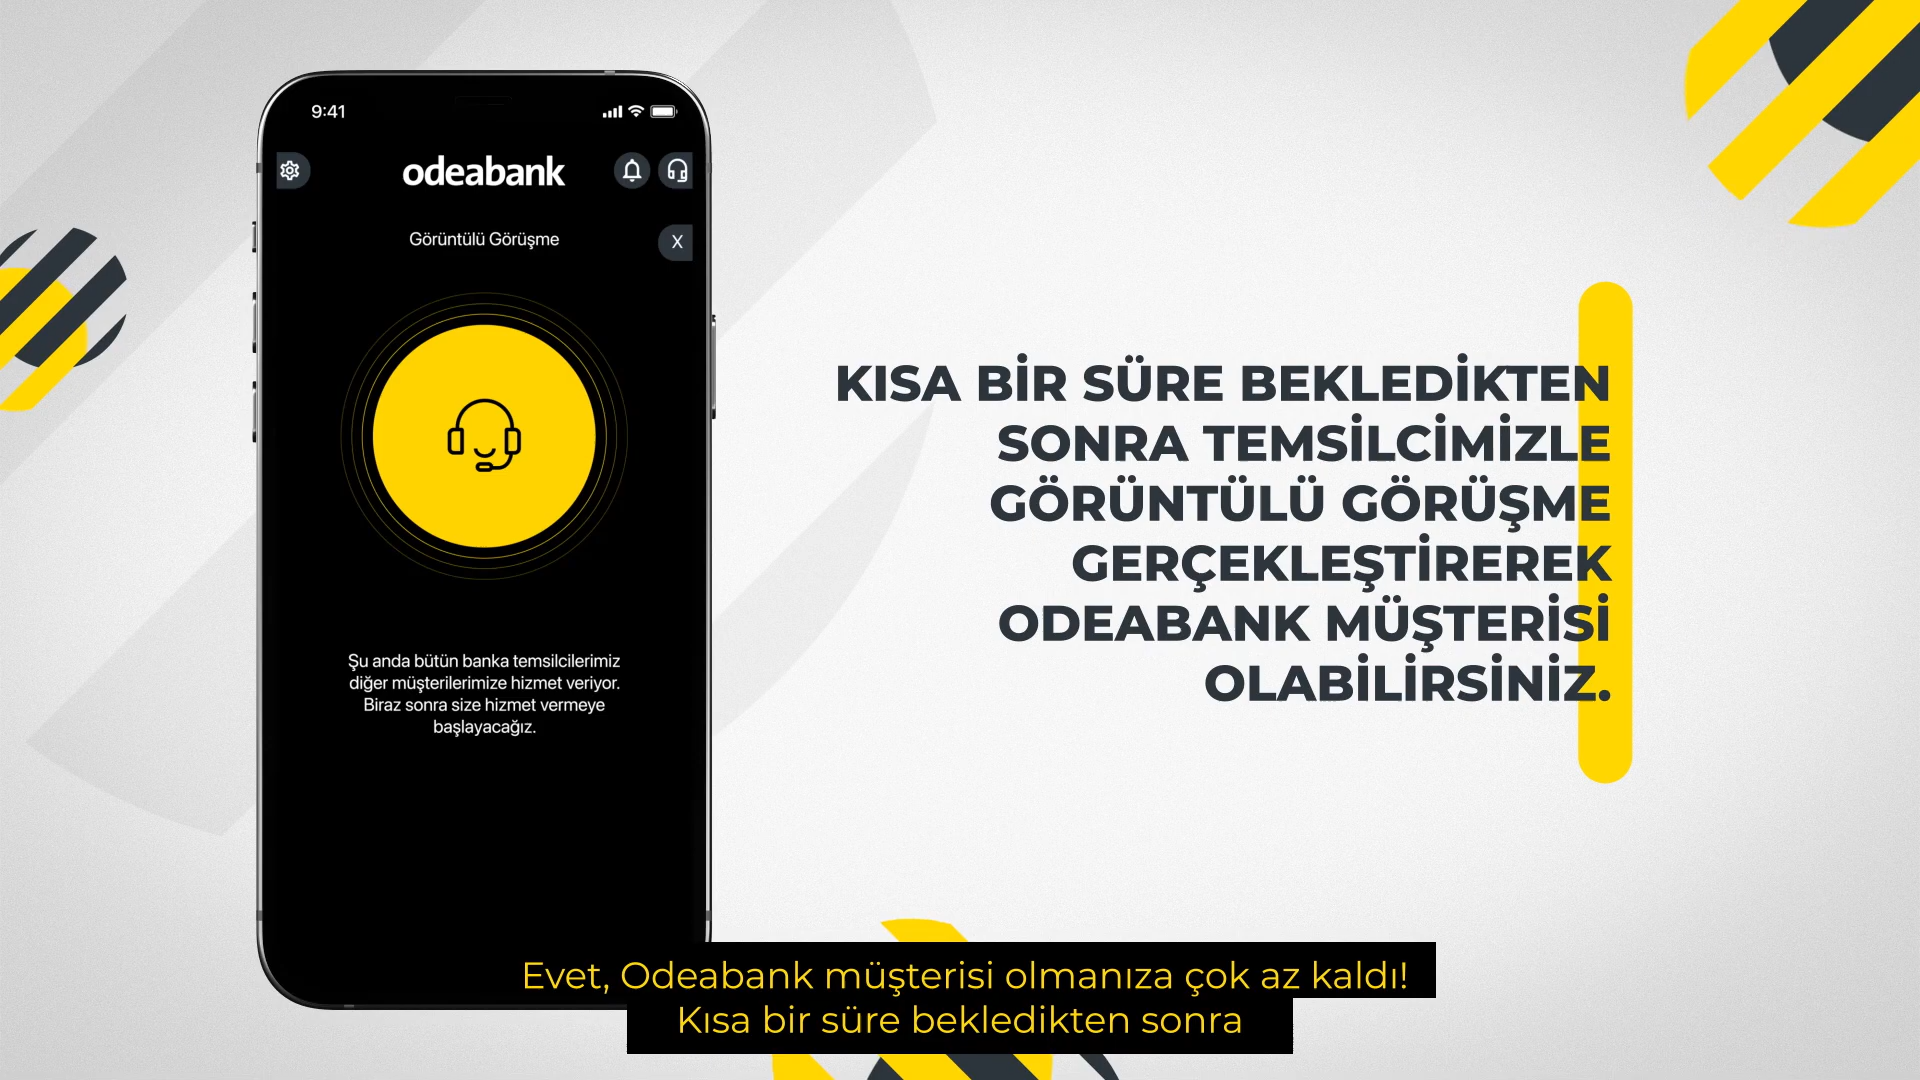 9:41
odeabank
Görüntülü Görüşme
X
Şu anda bütün banka temsilcilerimiz
diğer müşterilerimize hizmet veriyor.
Biraz sonra size hizmet vermeye
başlayacağız.
KISA BİR SÜRE BEKLEDİKTEN
SONRA TEMSİLCİMİZLE
GÖRÜNTÜLÜ GÖRÜŞME
GERÇEKLEŞTİREREK
ODEABANK MÜŞTERİSİ
OLABİLİRSİNİZ.
Evet, Odeabank müşterisi olmanıza çok az kaldı!
Kısa bir süre bekledikten sonra